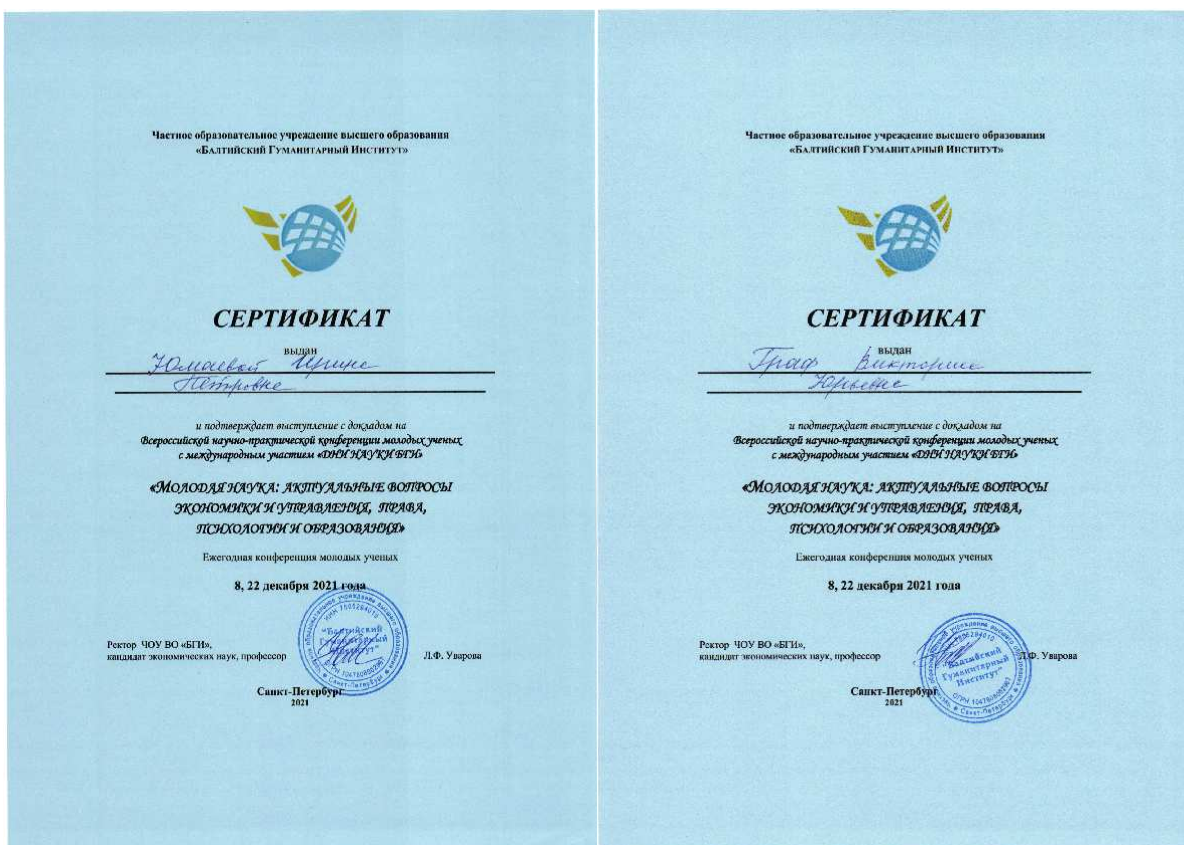 Частное образовательное учреждение высшего образования
«БАЛТИЙСКИЙ ГУМАНИТАРНЫЙ ИНСТИТУТ»
СЕРТИФИКАТ
выдан
Юмаевой Ирине
Петровне
и подтверждает выступление с докладом на
Всероссийской научно-практической конференции молодых ученых
с международным участием «ДНИ НАУКИ БГИ»
«МОЛОДАЯ НАУКА: АКТУАЛЬНЫЕ ВОПРОСЫ
ЭКОНОМИКИ И УПРАВЛЕНИЯ, ПРАВА,
ПСИХОЛОГИИ И ОБРАЗОВАНИЯ»
Ежегодная конференция молодых ученых
8, 22 декабря 2021 года
Ректор ЧОУ ВО «БГИ»,
кандидат экономических наук, профессор Л.Ф. Уварова
"Балтийский
Гуманитарный
Институт"
Санкт-Петербург
2021
Частное образовательное учреждение высшего образования
«БАЛТИЙСКИЙ ГУМАНИТАРНЫЙ ИНСТИТУТ»
СЕРТИФИКАТ
выдан
Граф Виктории
Юрьевне
и подтверждает выступление с докладом на
Всероссийской научно-практической конференции молодых ученых
с международным участием «ДНИ НАУКИ БГИ»
«МОЛОДАЯ НАУКА: АКТУАЛЬНЫЕ ВОПРОСЫ
ЭКОНОМИКИ И УПРАВЛЕНИЯ, ПРАВА,
ПСИХОЛОГИИ И ОБРАЗОВАНИЯ»
Ежегодная конференция молодых ученых
8, 22 декабря 2021 года
Ректор ЧОУ ВО «БГИ»,
кандидат экономических наук, профессор Л.Ф. Уварова
"Балтийский
Гуманитарный
Институт"
Санкт-Петербург
2021